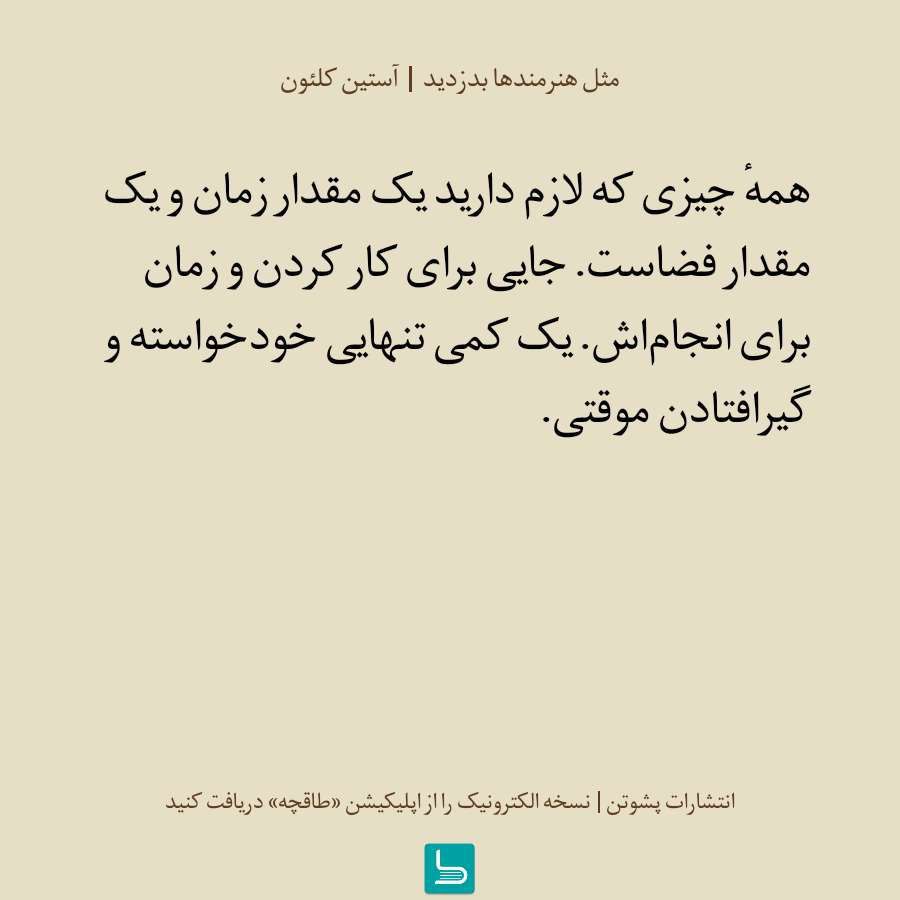 مثل هنرمندها بدزدید | آستین کلئون
همهٔ چیزی که لازم دارید یک مقدار زمان و یک
مقدار فضاست. جایی برای کار کردن و زمان
برای انجام‌اش. یک کمی تنهایی خودخواسته و
گیرافتادن موقتی.
انتشارات پشوتن | نسخه الکترونیک را از اپلیکیشن «طاقچه» دریافت کنید